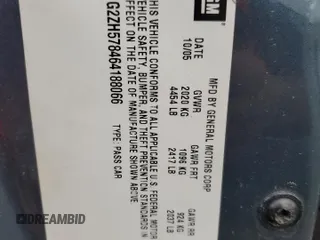 GM
MFD BY GENERAL MOTORS CORP
DATE GVWR GAWR FRT GAWR RR
10/05 2020 KG 1096 KG 924 KG
4454 LB 2417 LB 2037 LB
THIS VEHICLE CONFORMS TO ALL APPLICABLE U.S. FEDERAL MOTOR
VEHICLE SAFETY, BUMPER, AND THEFT PREVENTION STANDARDS IN
EFFECT ON THE DATE OF MANUFACTURE SHOWN ABOVE.
G2ZH578464188066 TYPE: PASS CAR
DREAMBID